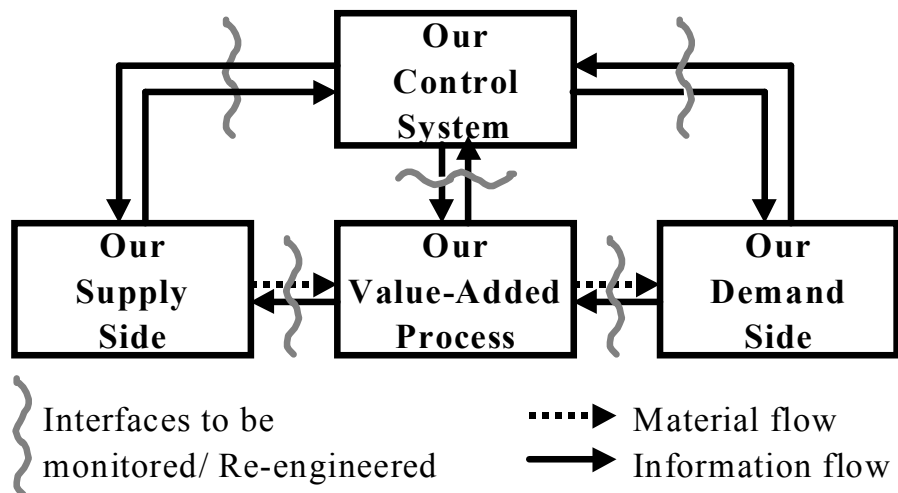 Our
Control
System
Our
Supply
Side
Our
Value-Added
Process
Our
Demand
Side
Interfaces to be
monitored/ Re-engineered
Material flow
Information flow